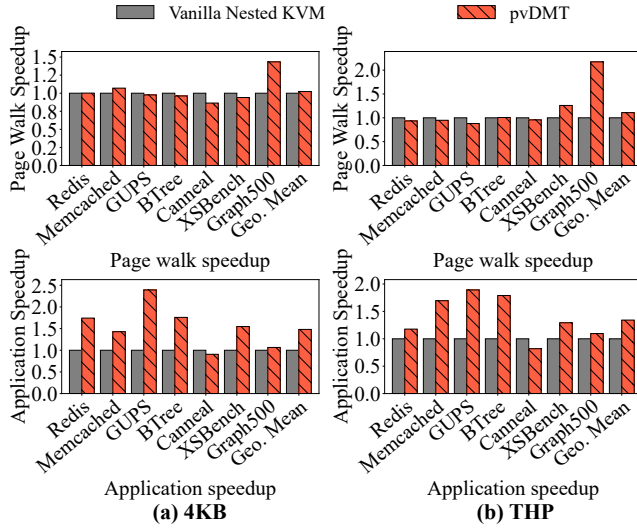 Vanilla Nested KVM pvDMT
Page Walk Speedup
1.5
1.2
1.0
0.8
0.5
0.2
0.0
Redis
Memcached
GUPS
BTree
Canneal
XSBench
Graph500
Geo. Mean
Page walk speedup
Page Walk Speedup
2.0
1.5
1.0
0.5
0.0
Redis
Memcached
GUPS
BTree
Canneal
XSBench
Graph500
Geo. Mean
Page walk speedup
Application Speedup
2.5
2.0
1.5
1.0
0.5
0.0
Redis
Memcached
GUPS
BTree
Canneal
XSBench
Graph500
Geo. Mean
Application speedup
(a) 4KB
Application Speedup
2.0
1.5
1.0
0.5
0.0
Redis
Memcached
GUPS
BTree
Canneal
XSBench
Graph500
Geo. Mean
Application speedup
(b) THP